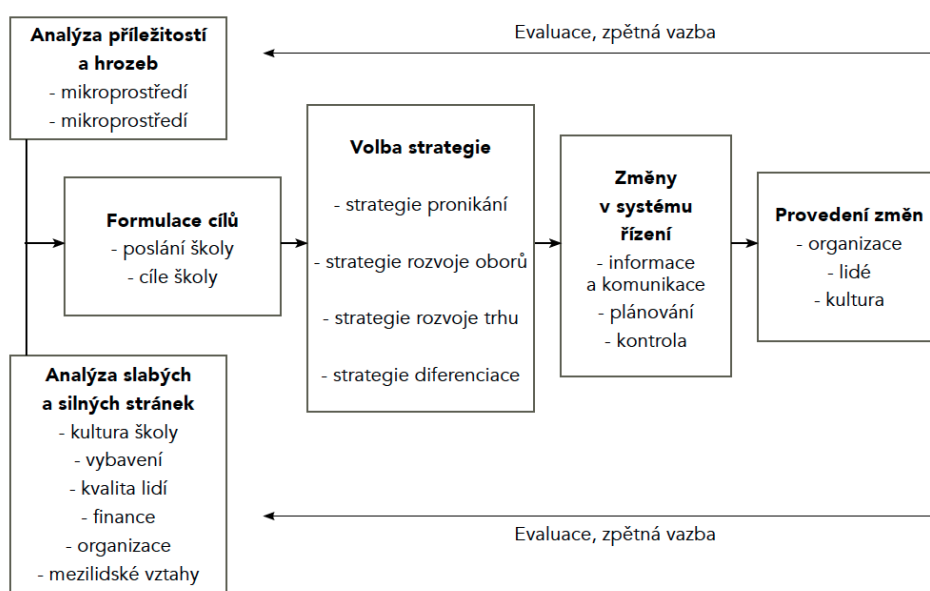 Analýza příležitostí
a hrozeb
- mikroprostředí
- mikroprostředí
Evaluace, zpětná vazba
Formulace cílů
- poslání školy
- cíle školy
Volba strategie
- strategie pronikání
- strategie rozvoje oborů
- strategie rozvoje trhu
- strategie diferenciace
Změny
v systému
řízení
- informace
a komunikace
- plánování
- kontrola
Provedení změn
- organizace
- lidé
- kultura
Analýza slabých
a silných stránek
- kultura školy
- vybavení
- kvalita lidí
- finance
- organizace
- mezilidské vztahy
Evaluace, zpětná vazba